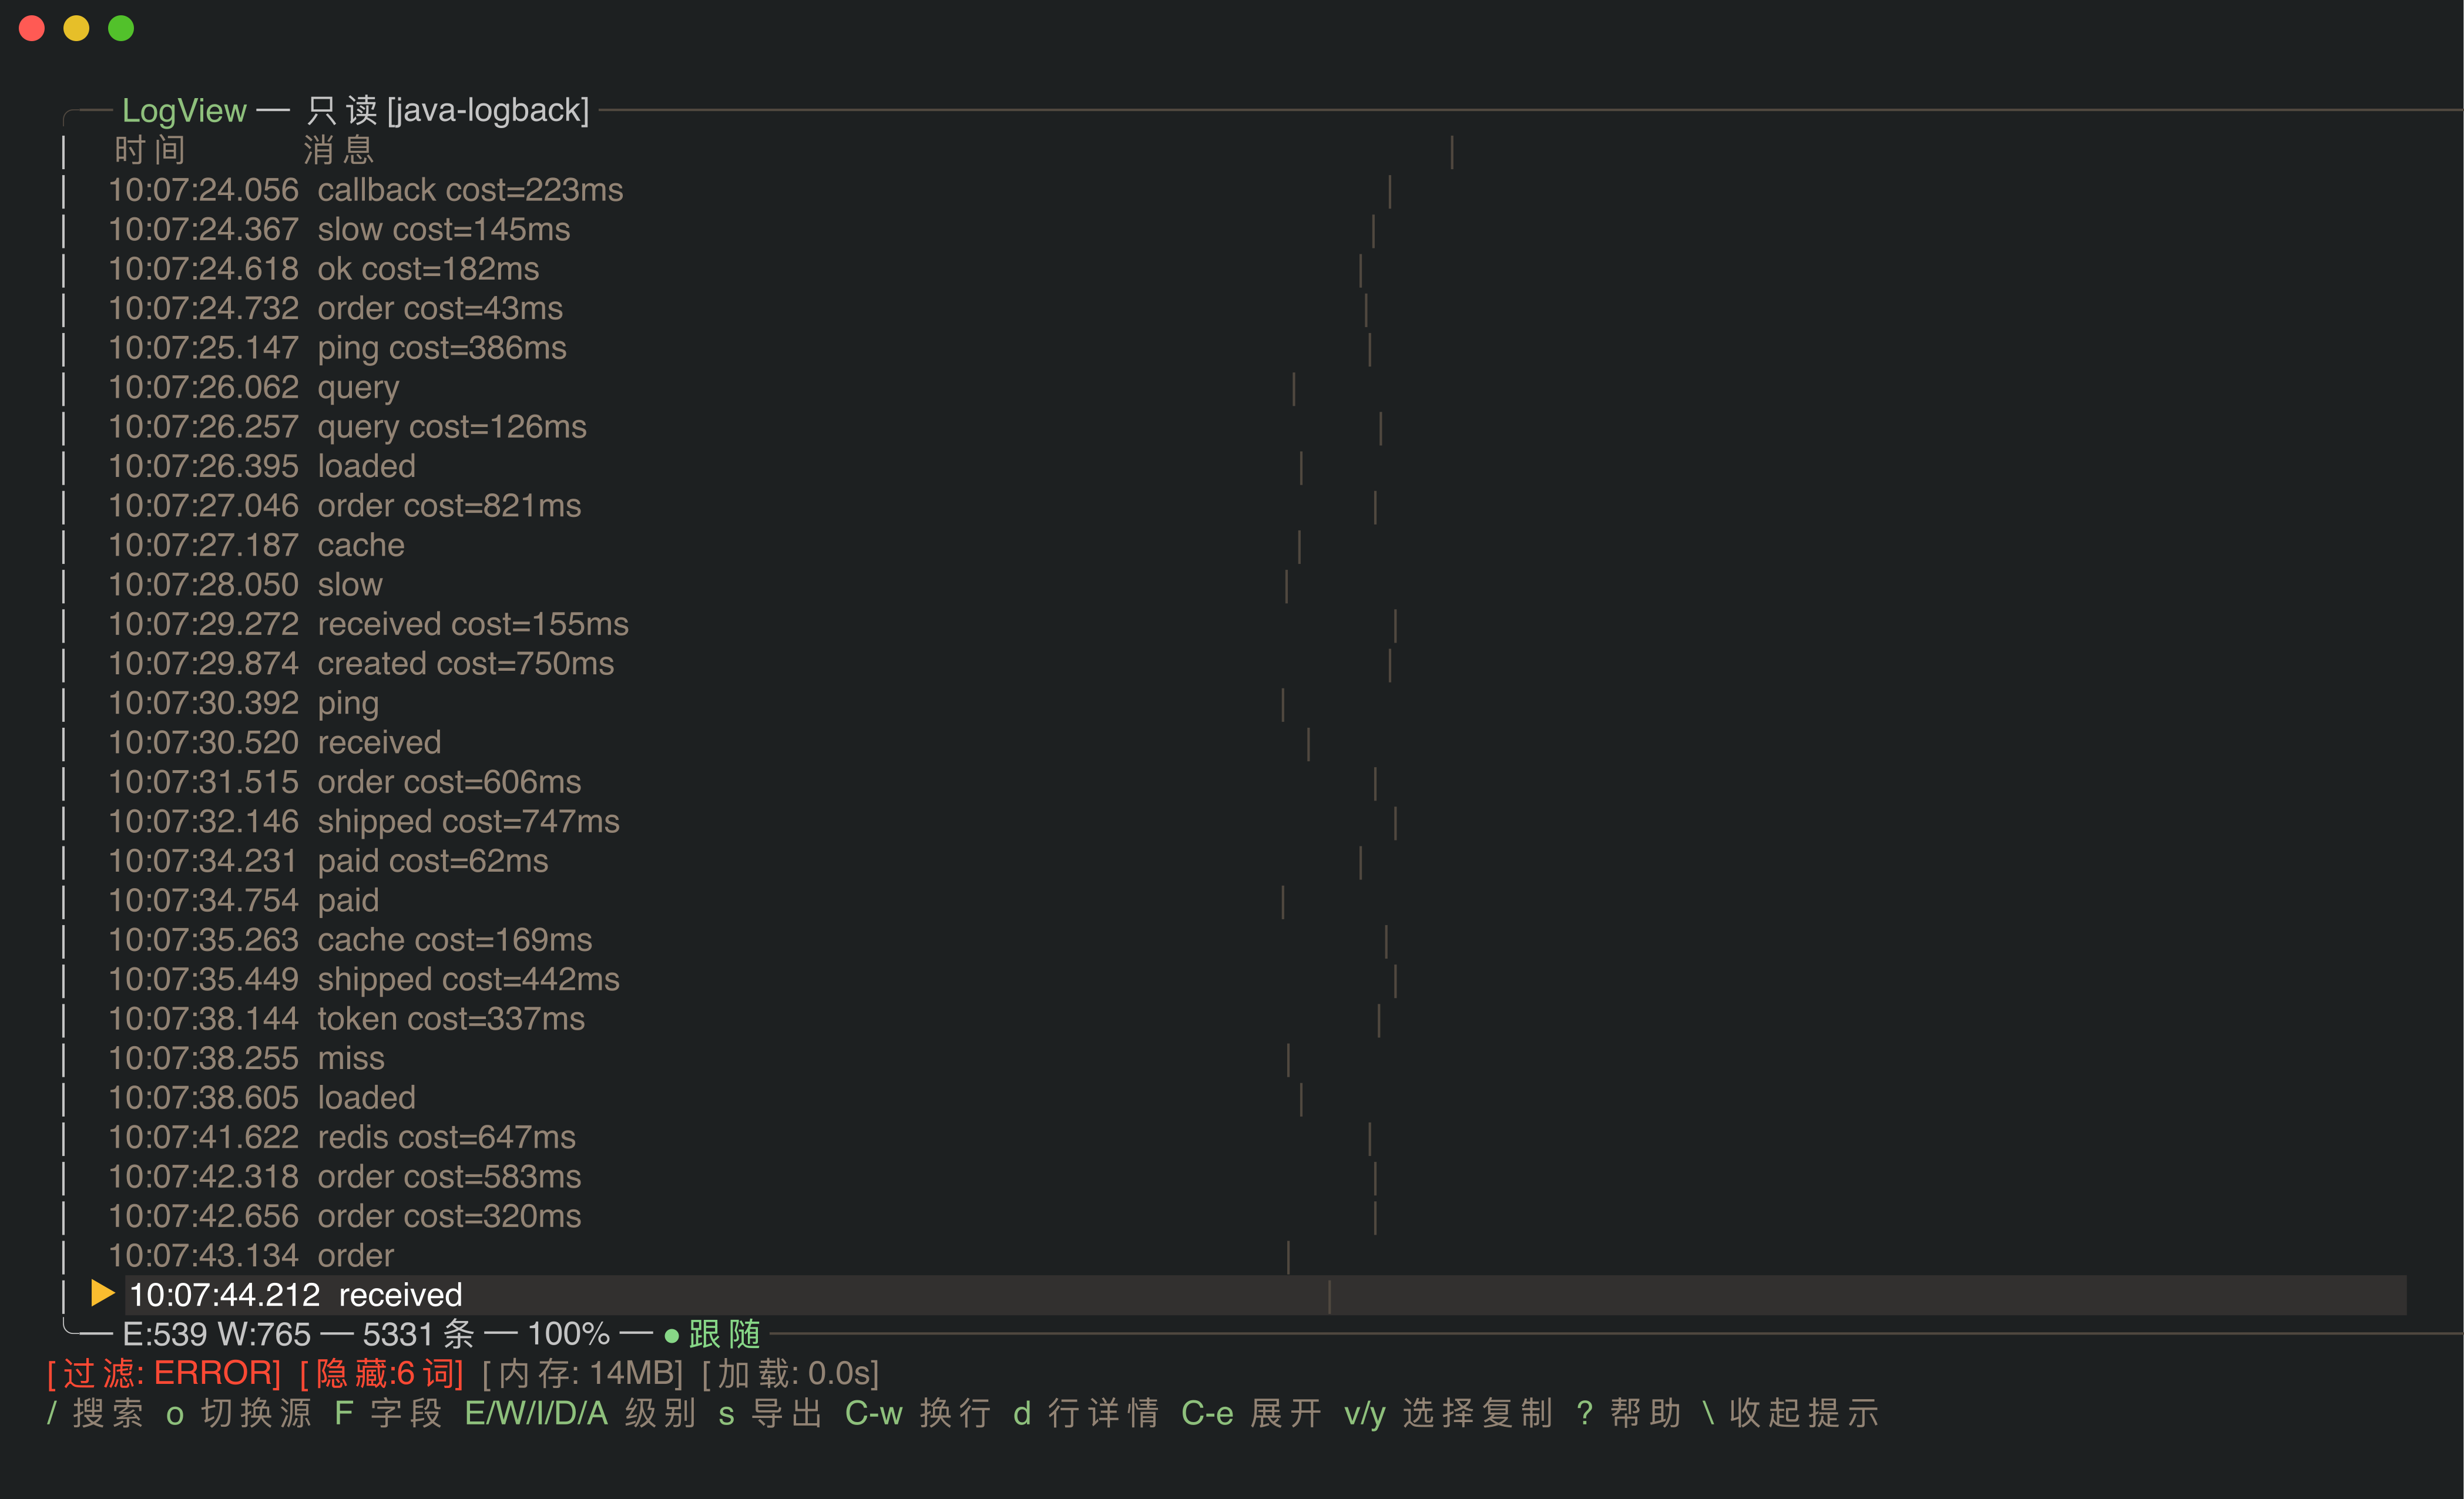 LogView — 只读 [java-logback]
时间 消息
10:07:24.056 callback cost=223ms
10:07:24.367 slow cost=145ms
10:07:24.618 ok cost=182ms
10:07:24.732 order cost=43ms
10:07:25.147 ping cost=386ms
10:07:26.062 query
10:07:26.257 query cost=126ms
10:07:26.395 loaded
10:07:27.046 order cost=821ms
10:07:27.187 cache
10:07:28.050 slow
10:07:29.272 received cost=155ms
10:07:29.874 created cost=750ms
10:07:30.392 ping
10:07:30.520 received
10:07:31.515 order cost=606ms
10:07:32.146 shipped cost=747ms
10:07:34.231 paid cost=62ms
10:07:34.754 paid
10:07:35.263 cache cost=169ms
10:07:35.449 shipped cost=442ms
10:07:38.144 token cost=337ms
10:07:38.255 miss
10:07:38.605 loaded
10:07:41.622 redis cost=647ms
10:07:42.318 order cost=583ms
10:07:42.656 order cost=320ms
10:07:43.134 order
▶ 10:07:44.212 received
E:539 W:765 — 5331 条 — 100% — ● 跟随
[过滤: ERROR] [隐藏:6 词] [内存: 14MB] [加载: 0.0s]
/ 搜索 o 切换源 F 字段 E/W/I/D/A 级别 s 导出 C-w 换行 d 行详情 C-e 展开 v/y 选择复制 ? 帮助 \ 收起提示